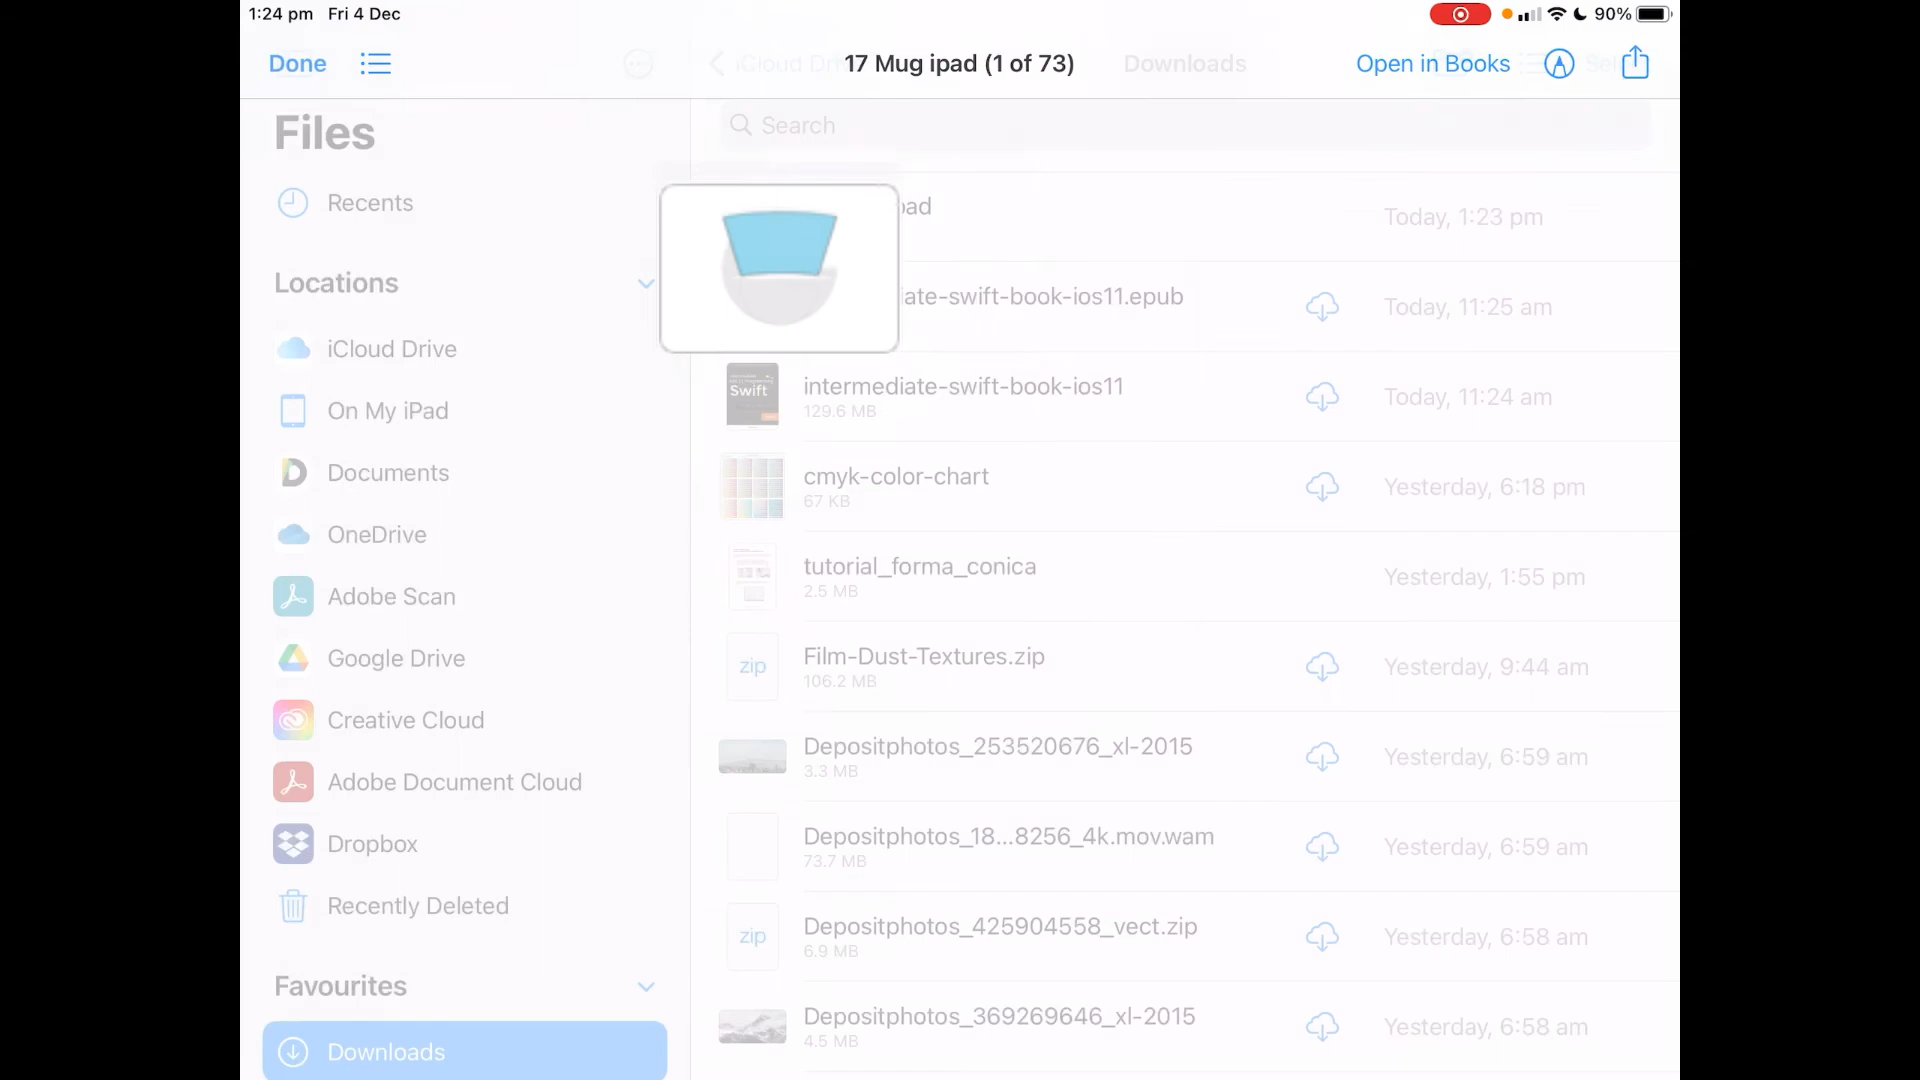 1:24 pm Fri 4 Dec 90%
Done 17 Mug ipad (1 of 73) Downloads Open in Books
Files
Search
Recents
Today, 1:23 pm
Locations
iate-swift-book-ios11.epub Today, 11:25 am
iCloud Drive
intermediate-swift-book-ios11 Today, 11:24 am
129.6 MB
Swift
On My iPad
Documents
cmyk-color-chart Yesterday, 6:18 pm
67 KB
OneDrive
tutorial_forma_conica Yesterday, 1:55 pm
2.5 MB
Adobe Scan
Google Drive
Film-Dust-Textures.zip Yesterday, 9:44 am
106.2 MB
zip
Creative Cloud
Depositphotos_253520676_xl-2015 Yesterday, 6:59 am
3.3 MB
Adobe Document Cloud
Dropbox
Depositphotos_18...8256_4k.mov.wam Yesterday, 6:59 am
73.7 MB
Recently Deleted
Depositphotos_425904558_vect.zip Yesterday, 6:58 am
6.9 MB
zip
Favourites
Depositphotos_369269646_xl-2015 Yesterday, 6:58 am
4.5 MB
Downloads